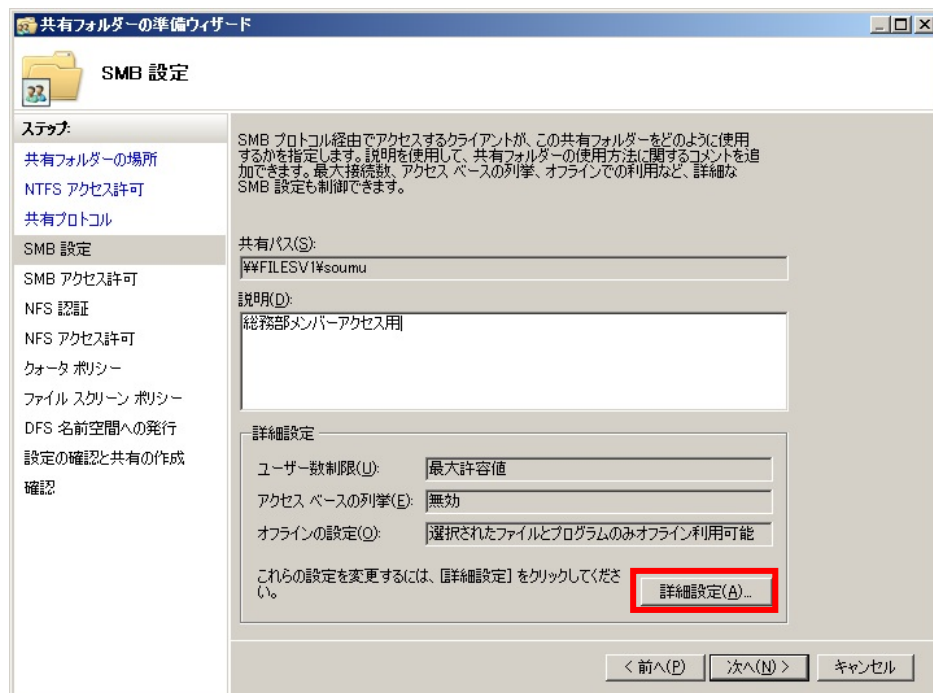 共有フォルダーの準備ウィザード
SMB 設定
ステップ:
共有フォルダーの場所
NTFS アクセス許可
共有プロトコル
SMB 設定
SMB アクセス許可
NFS 認証
NFS アクセス許可
クォータ ポリシー
ファイル スクリーン ポリシー
DFS 名前空間への発行
設定の確認と共有の作成
確認
SMB プロトコル経由でアクセスするクライアントが、この共有フォルダーをどのように使用
するかを指定します。説明を使用して、共有フォルダーの使用方法に関するコメントを追
加できます。最大接続数、アクセス ベースの列挙、オフラインでの利用など、詳細な
SMB 設定も制御できます。
共有パス(S):
¥¥FILESV1¥soumu
説明(D):
総務部メンバーアクセス用
詳細設定
ユーザー数制限(U): 最大許容値
アクセス ベースの列挙(E): 無効
オフラインの設定(O): 選択されたファイルとプログラムのみオフライン利用可能
これらの設定を変更するには、[詳細設定] をクリックしてくださ
い。
詳細設定(A)...
< 前へ(P) 次へ(N) > キャンセル